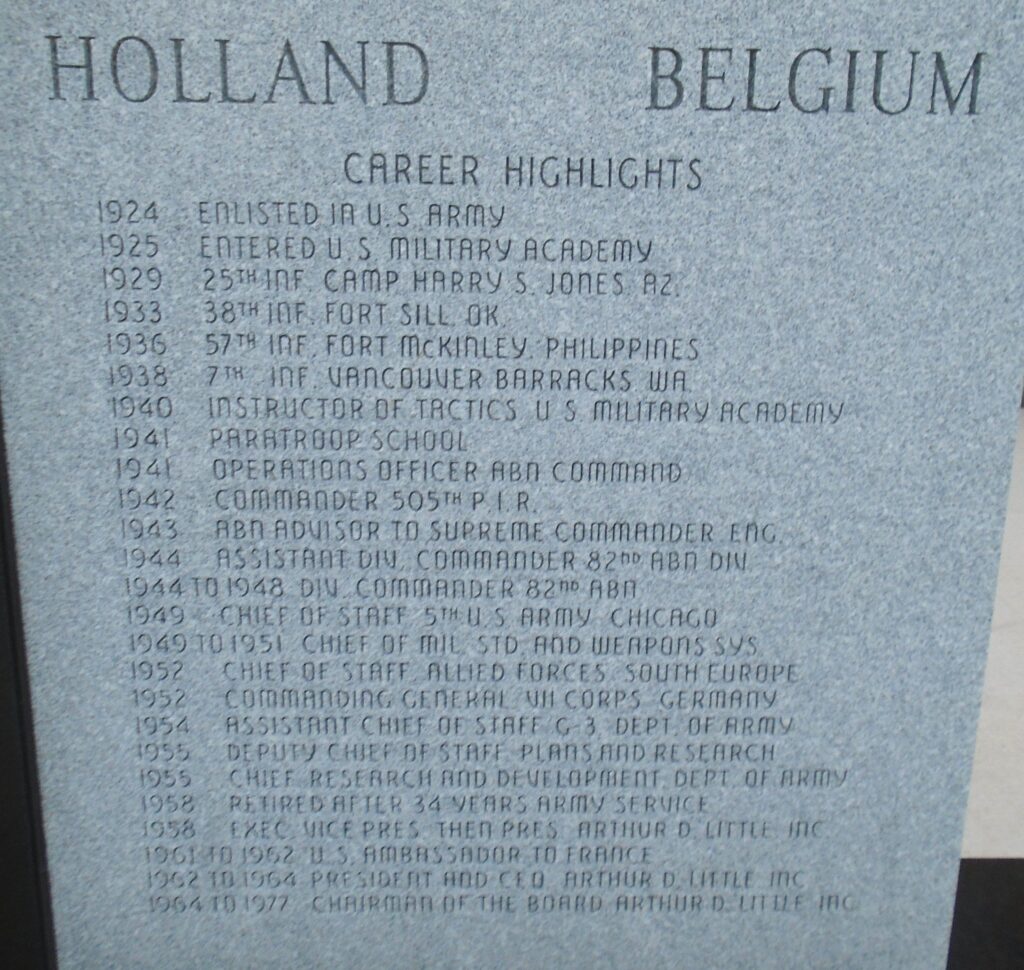 HOLLAND BELGIUM
CAREER HIGHLIGHTS
1924 ENLISTED IN U.S. ARMY
1925 ENTERED U.S. MILITARY ACADEMY
1929 25TH INF. CAMP HARRY S. JONES, AZ.
1933 38TH INF. FORT SILL, OK.
1936 57TH INF. FORT McKINLEY, PHILIPPINES
1938 7TH INF. VANCOUVER BARRACKS, WA.
1940 INSTRUCTOR OF TACTICS, U.S. MILITARY ACADEMY
1941 PARATROOP SCHOOL
1941 OPERATIONS OFFICER ABN COMMAND
1942 COMMANDER 505TH P.I.R.
1943 ABN ADVISOR TO SUPREME COMMANDER ENG.
1944 ASSISTANT DIV. COMMANDER 82ND ABN DIV.
1944 TO 1948 DIV. COMMANDER 82ND ABN
1949 CHIEF OF STAFF, 5TH U.S. ARMY, CHICAGO
1949 TO 1951 CHIEF OF MIL. STD. AND WEAPONS SYS.
1952 CHIEF OF STAFF, ALLIED FORCES, SOUTH EUROPE
1952 COMMANDING GENERAL, VII CORPS, GERMANY
1954 ASSISTANT CHIEF OF STAFF G-3, DEPT. OF ARMY
1955 DEPUTY CHIEF OF STAFF, PLANS AND RESEARCH
1955 CHIEF, RESEARCH AND DEVELOPMENT, DEPT. OF ARMY
1958 RETIRED AFTER 34 YEARS ARMY SERVICE
1958 EXEC. VICE PRES. THEN PRES. ARTHUR D. LITTLE, INC.
1961 TO 1962 U.S. AMBASSADOR TO FRANCE
1962 TO 1964 PRESIDENT AND CEO, ARTHUR D. LITTLE, INC.
1964 TO 1977 CHAIRMAN OF THE BOARD, ARTHUR D. LITTLE, INC.